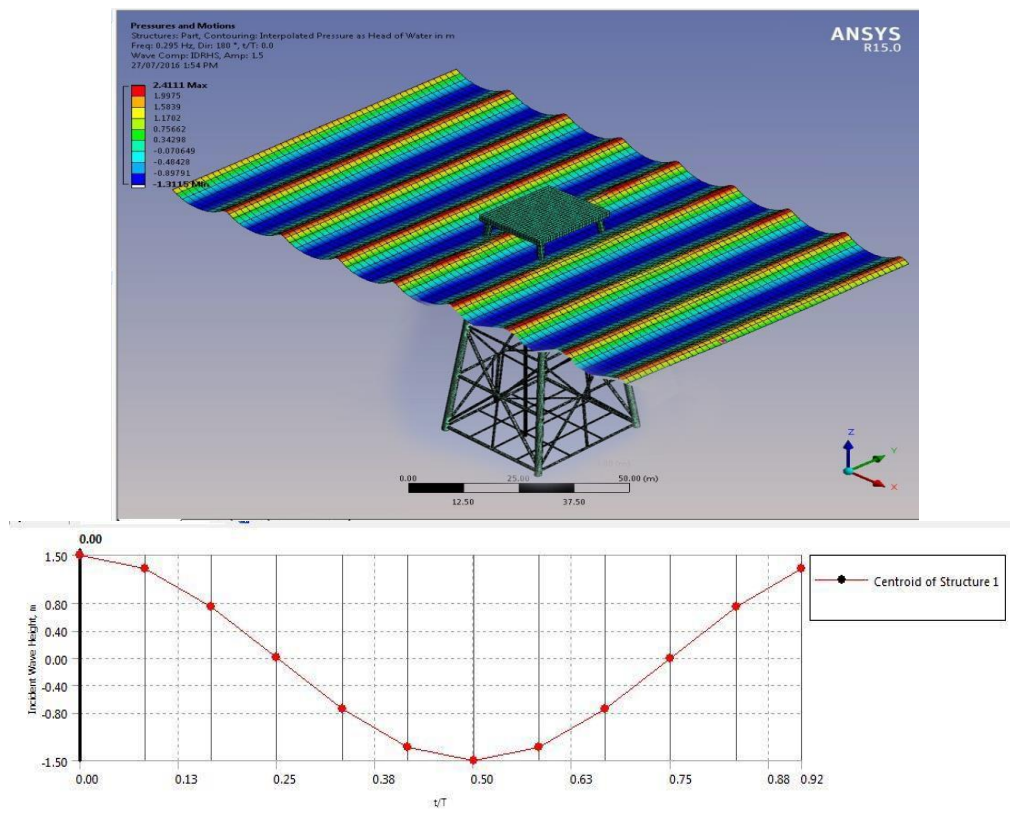 Pressures and Motions
Structures: Part, Contouring: Interpolated Pressure as Head of Water in m
Freq: 0.295 Hz, Dir: 180 °, t/T: 0.0
Wave Comp: IDRHS, Amp: 1.5
27/07/2016 1:54 PM
ANSYS
R15.0
2.4111 Max
1.9975
1.5839
1.1702
0.75662
0.34298
-0.070649
-0.48428
-0.89791
-1.3115 Min
Z
Y
X
0.00 25.00 50.00 (m)
12.50 37.50
0.00
1.50
0.80
0.40
0.00
-0.40
-0.80
-1.50
Incident Wave Height, m
0.00 0.13 0.25 0.38 0.50 0.63 0.75 0.88 0.92
t/T
Centroid of Structure 1